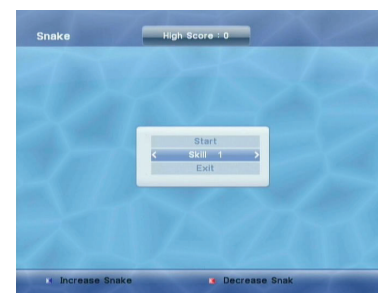 Snake High Score : 0
Start
< Skill 1 >
Exit
Increase Snake Decrease Snak